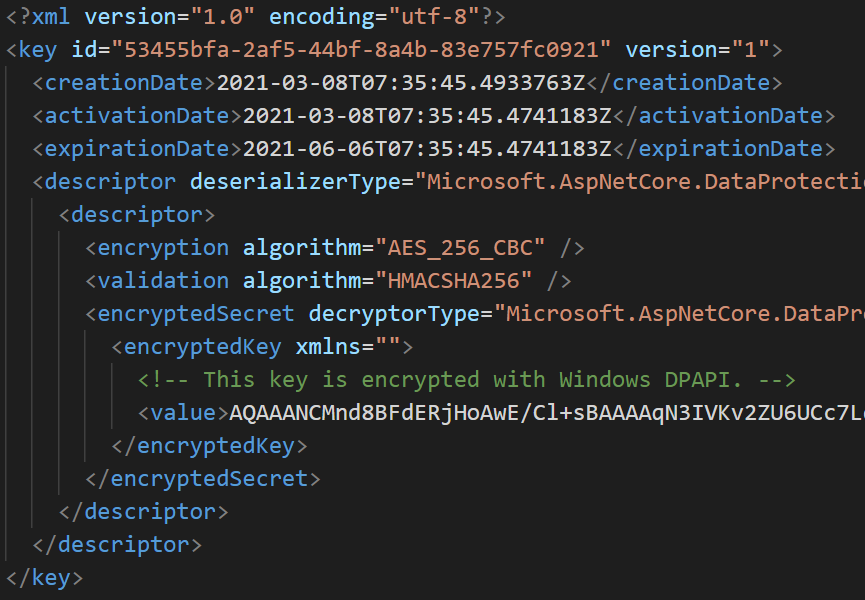 <?xml version="1.0" encoding="utf-8"?>
<key id="53455bfa-2af5-44bf-8a4b-83e757fc0921" version="1">
<creationDate>2021-03-08T07:35:45.4933763Z</creationDate>
<activationDate>2021-03-08T07:35:45.4741183Z</activationDate>
<expirationDate>2021-06-06T07:35:45.4741183Z</expirationDate>
<descriptor deserializerType="Microsoft.AspNetCore.DataProtectio
<descriptor>
<encryption algorithm="AES_256_CBC" />
<validation algorithm="HMACSHA256" />
<encryptedSecret decryptorType="Microsoft.AspNetCore.DataPro
<encryptedKey xmlns="">
<!-- This key is encrypted with Windows DPAPI. -->
<value>AQAAANCMnd8BFdERjHoAwE/Cl+sBAAAAqN3IVKv2ZU6UCc7L
</encryptedKey>
</encryptedSecret>
</descriptor>
</descriptor>
</key>